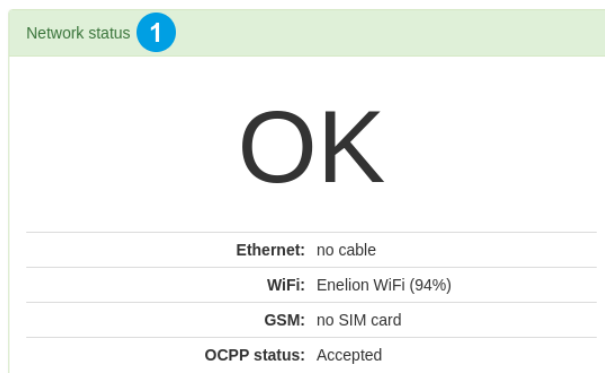 Network status 1
OK
Ethernet: no cable
WiFi: Enelion WiFi (94%)
GSM: no SIM card
OCPP status: Accepted